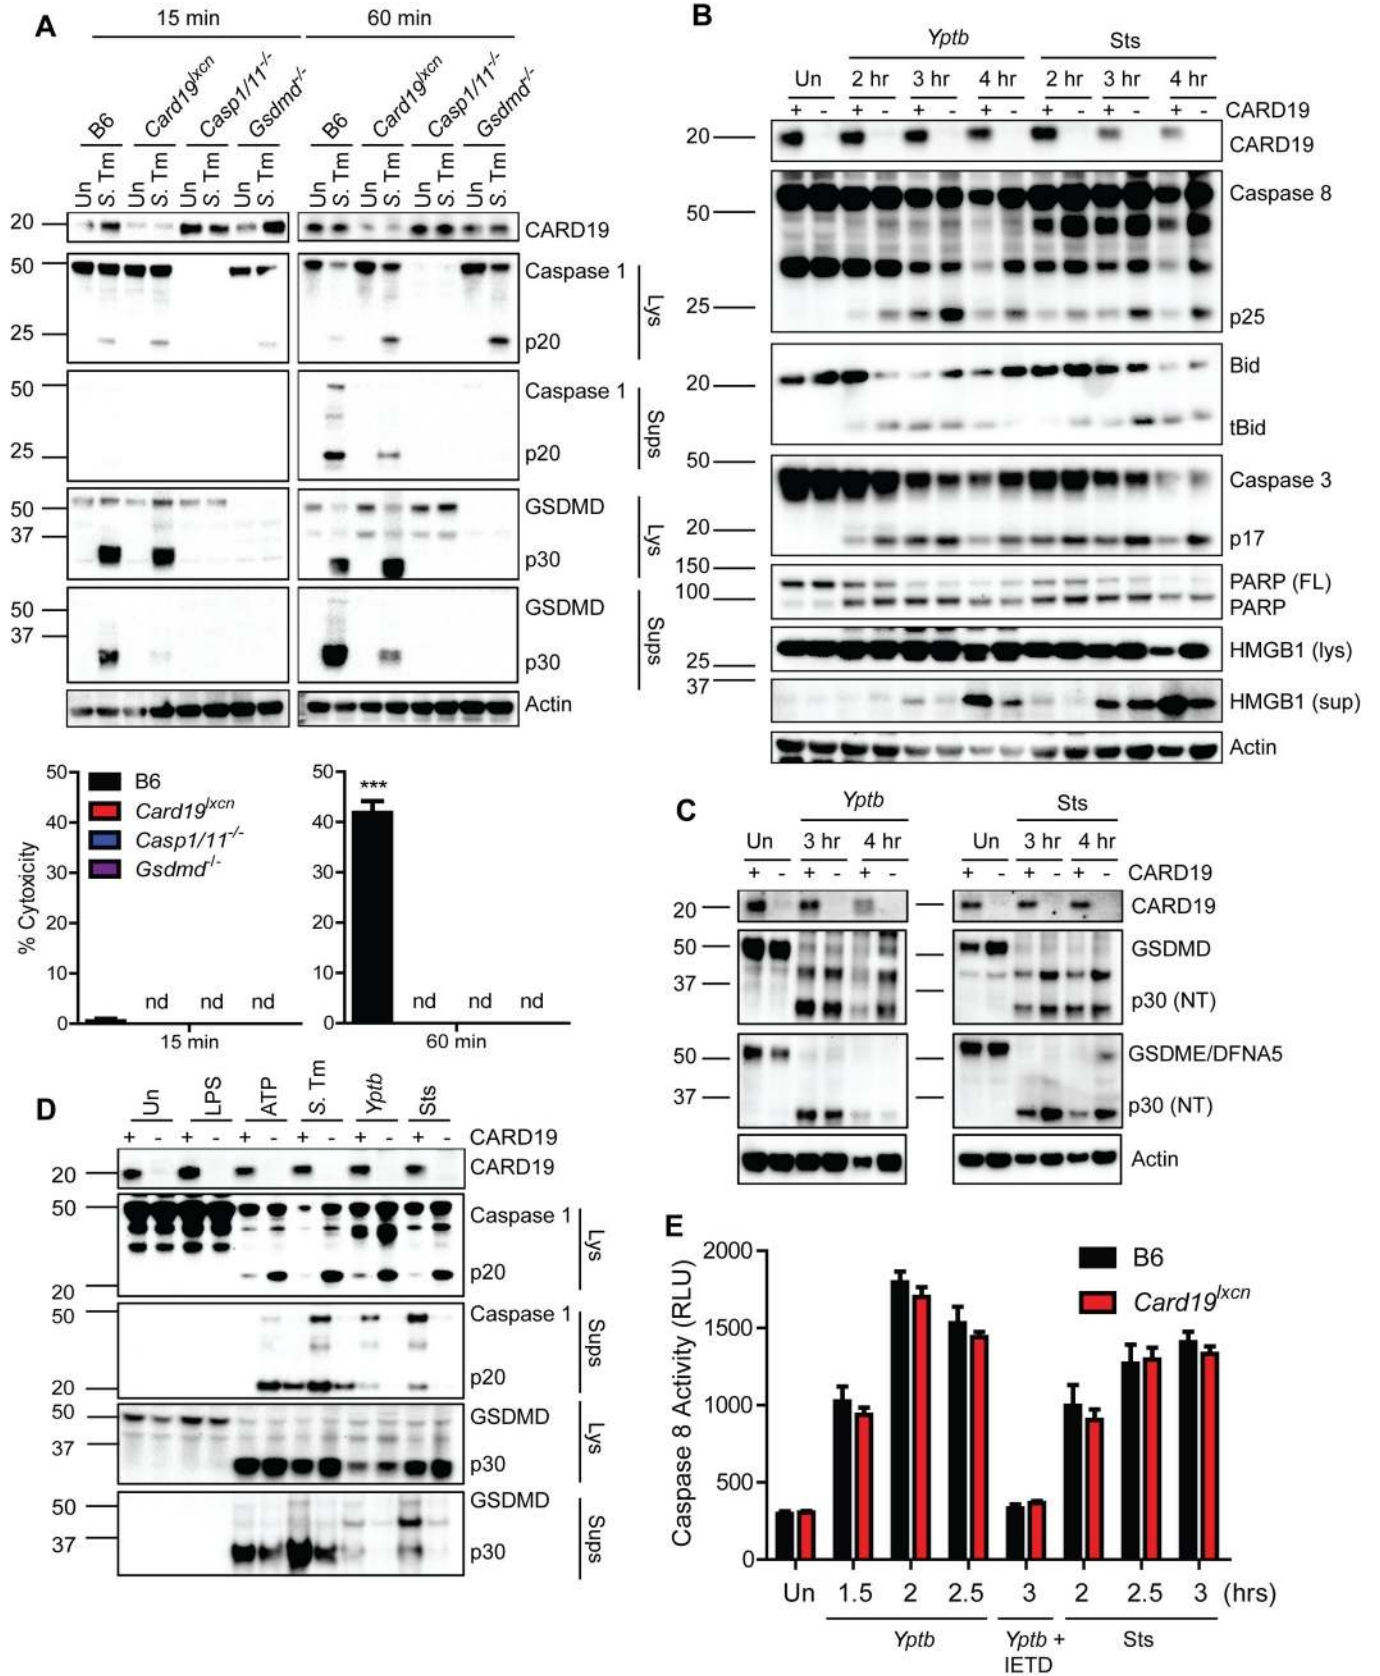 A
15 min 60 min
B6 Card19lxcn Casp1/11-/- Gsdmd-/- B6 Card19lxcn Casp1/11-/- Gsdmd-/-
Un S. Tm Un S. Tm Un S. Tm Un S. Tm Un S. Tm Un S. Tm Un S. Tm Un S. Tm
20 CARD19
50 Caspase 1
Lys
25 p20
50 Caspase 1
Sups
25 p20
50 GSDMD
37 Lys
p30
50 GSDMD
37 Sups
p30
Actin
50 50 ***
40 40
30 30
20 20
10 10
0 0
% Cytoxicity
B6
Card19lxcn
Casp1/11-/-
Gsdmd-/-
nd nd nd nd nd nd
15 min 60 min
B
Yptb Sts
Un 2 hr 3 hr 4 hr 2 hr 3 hr 4 hr
+ - + - + - + - + - + - + - CARD19
20 CARD19
Caspase 8
50
25 p25
Bid
20
tBid
50 Caspase 3
20 p17
150 PARP (FL)
100 PARP
HMGB1 (lys)
25
37
HMGB1 (sup)
Actin
C
Yptb Sts
Un 3 hr 4 hr Un 3 hr 4 hr
+ - + - + - + - + - + - CARD19
20 CARD19
50 GSDMD
37 p30 (NT)
50 GSDME/DFNA5
37 p30 (NT)
Actin
D
Un LPS ATP S. Tm Yptb Sts
+ - + - + - + - + - + - CARD19
20 CARD19
50 Caspase 1
Lys
p20
20
50 Caspase 1
Sups
20 p20
50 GSDMD
37 Lys
p30
50 GSDMD
37 Sups
p30
E
2000
1500
1000
500
0
Caspase 8 Activity (RLU)
B6
Card19lxcn
Un 1.5 2 2.5 3 2 2.5 3 (hrs)
Yptb Yptb + Sts
IETD